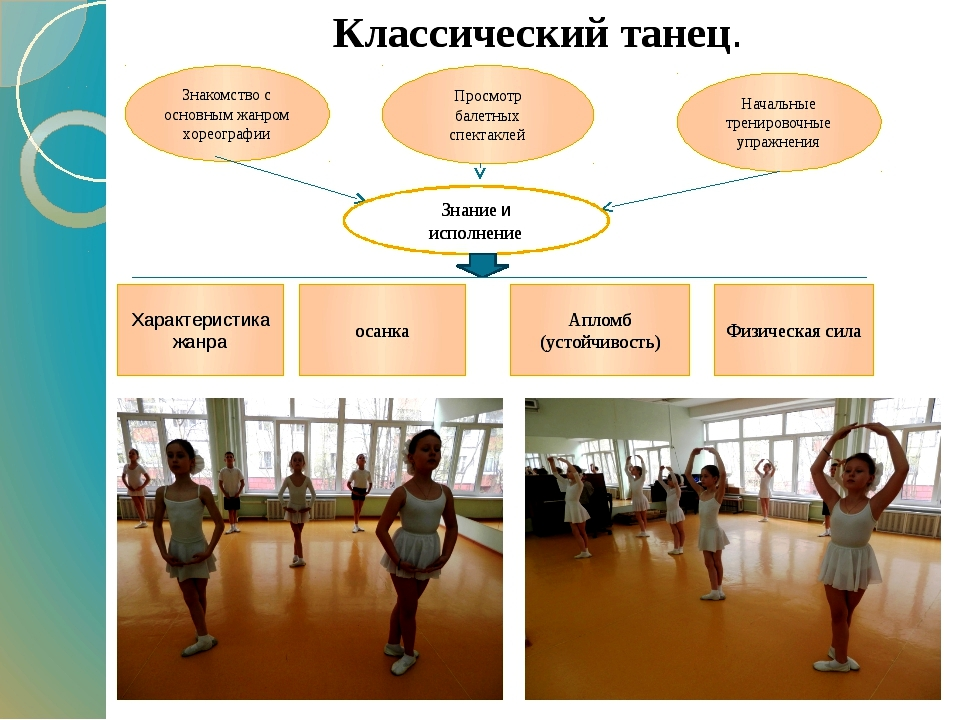 Классический танец.
Знакомство с
основным жанром
хореографии
Просмотр
балетных
спектаклей
Начальные
тренировочные
упражнения
Знание и
исполнение
Характеристика
жанра
осанка
Апломб
(устойчивость)
Физическая сила